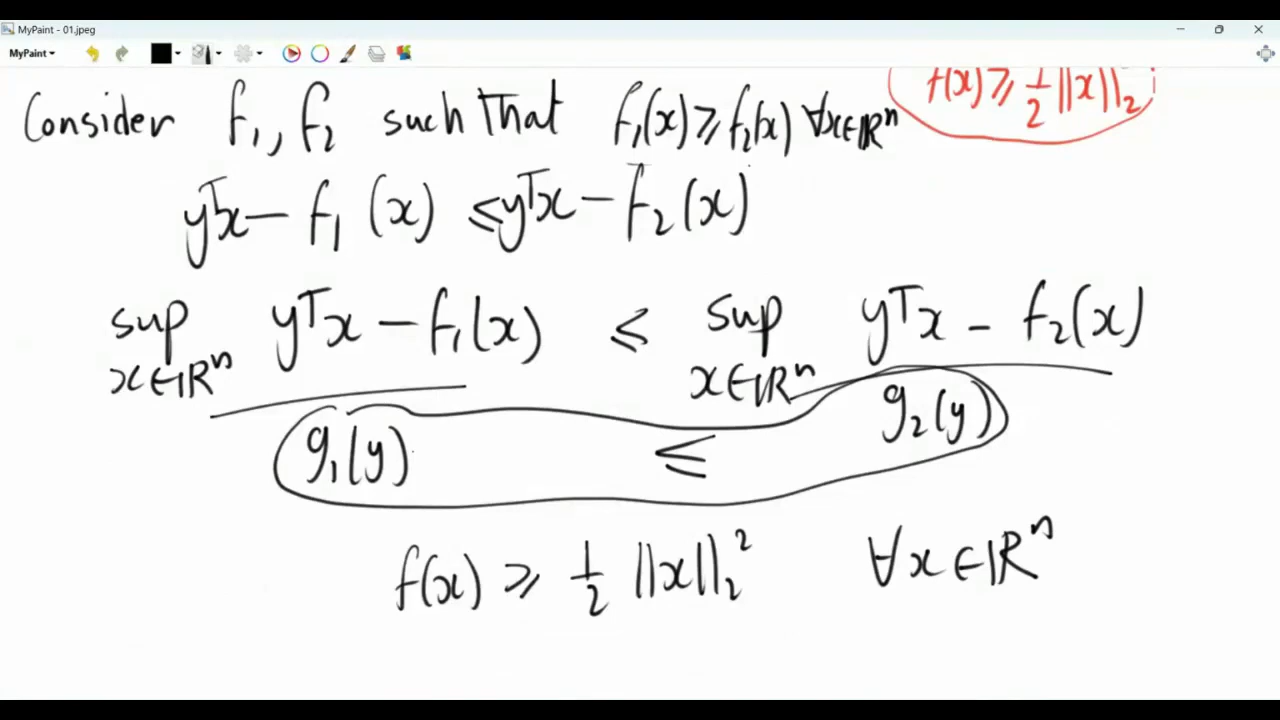 MyPaint - 01.jpeg
MyPaint
f(x) ≥ 1/2 ||x||₂
Consider f₁, f₂ such that f₁(x) ≥ f₂(x) ∀x∈ℝⁿ
yᵀx − f₁(x) ≤ yᵀx − f₂(x)
sup x∈ℝⁿ yᵀx − f₁(x) ≤ sup x∈ℝⁿ yᵀx − f₂(x)
g₁(y) ≤ g₂(y)
f(x) ≥ 1/2 ||x||₂² ∀x∈ℝⁿ